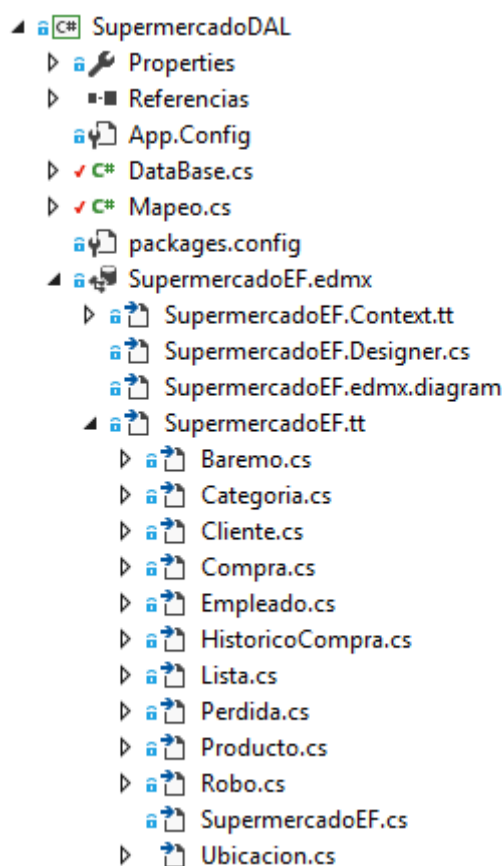 C# SupermercadoDAL
Properties
Referencias
App.Config
C# DataBase.cs
C# Mapeo.cs
packages.config
SupermercadoEF.edmx
SupermercadoEF.Context.tt
SupermercadoEF.Designer.cs
SupermercadoEF.edmx.diagram
SupermercadoEF.tt
Baremo.cs
Categoria.cs
Cliente.cs
Compra.cs
Empleado.cs
HistoricoCompra.cs
Lista.cs
Perdida.cs
Producto.cs
Robo.cs
SupermercadoEF.cs
Ubicacion.cs